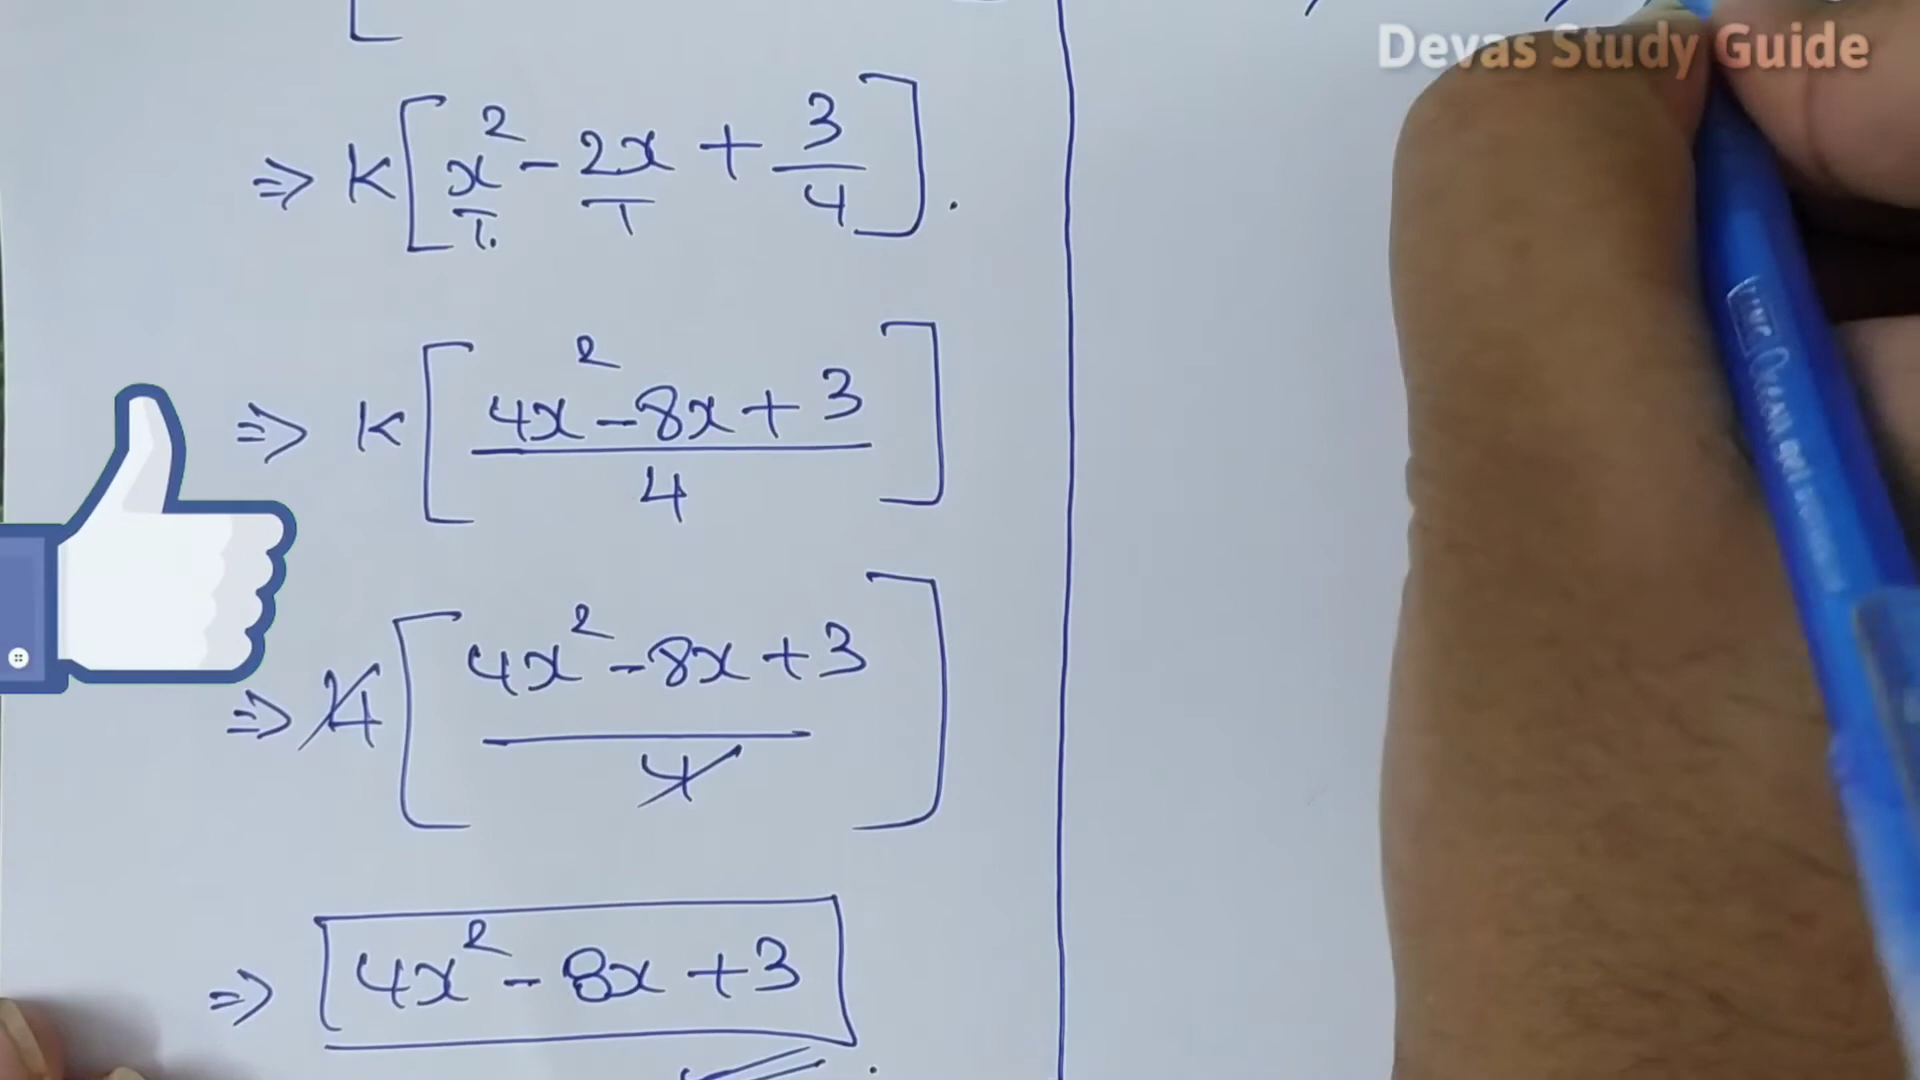 Devas Study Guide
⇒ K[x²/1 - 2x/1 + 3/4].
⇒ K[4x² - 8x + 3 / 4]
⇒ 4[4x² - 8x + 3 / 4]
⇒ 4x² - 8x + 3